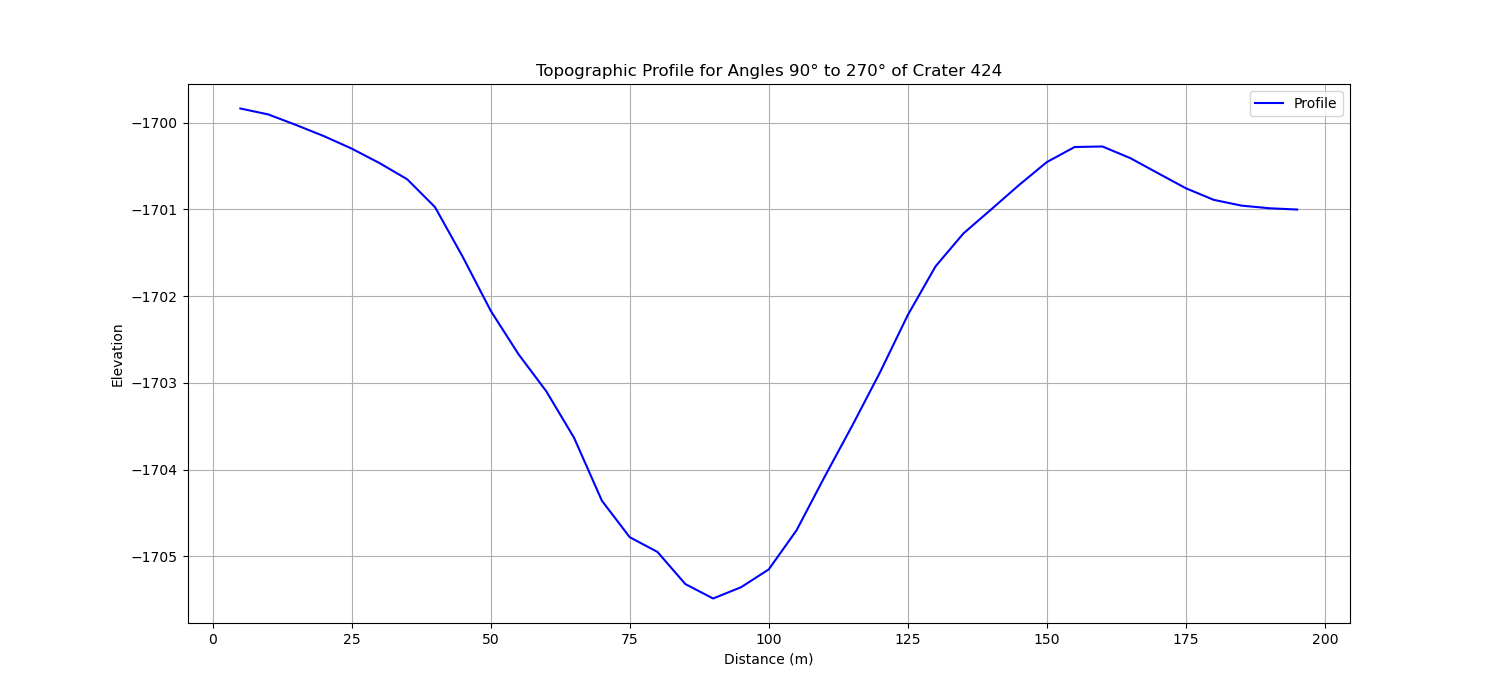 Topographic Profile for Angles 90° to 270° of Crater 424
Profile
−1700
−1701
−1702
−1703
−1704
−1705
Elevation
0 25 50 75 100 125 150 175 200
Distance (m)